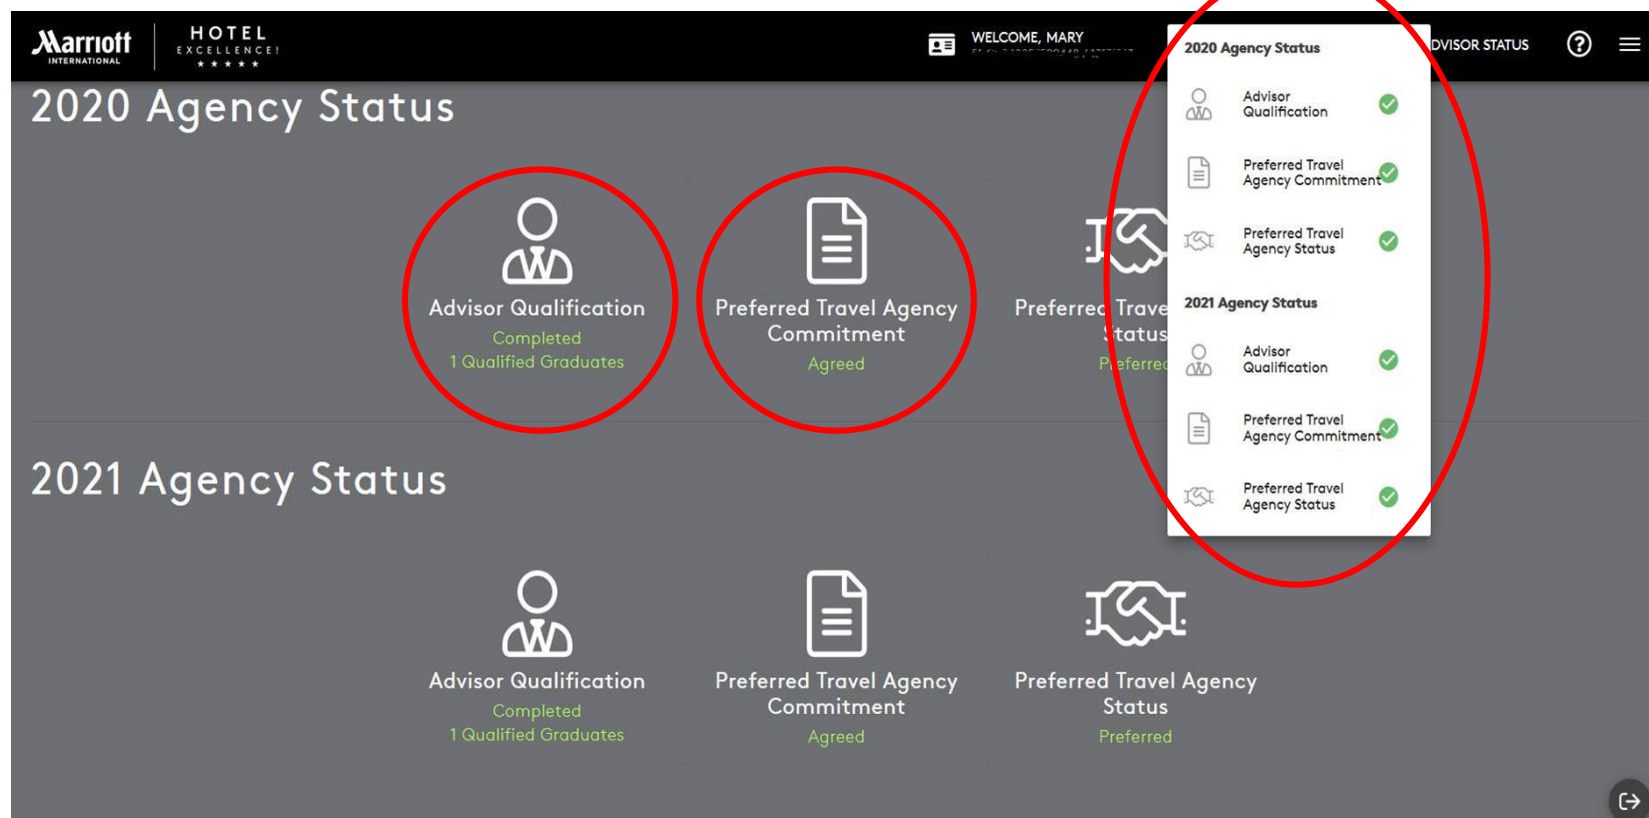 Marriott
INTERNATIONAL
HOTEL
EXCELLENCE!
WELCOME, MARY
DVISOR STATUS
2020 Agency Status
Advisor Qualification
Completed
1 Qualified Graduates
Preferred Travel Agency
Commitment
Agreed
Preferred Trave
Status
Preferred
2020 Agency Status
Advisor
Qualification
Preferred Travel
Agency Commitment
Preferred Travel
Agency Status
2021 Agency Status
Advisor
Qualification
Preferred Travel
Agency Commitment
Preferred Travel
Agency Status
2021 Agency Status
Advisor Qualification
Completed
1 Qualified Graduates
Preferred Travel Agency
Commitment
Agreed
Preferred Travel Agency
Status
Preferred